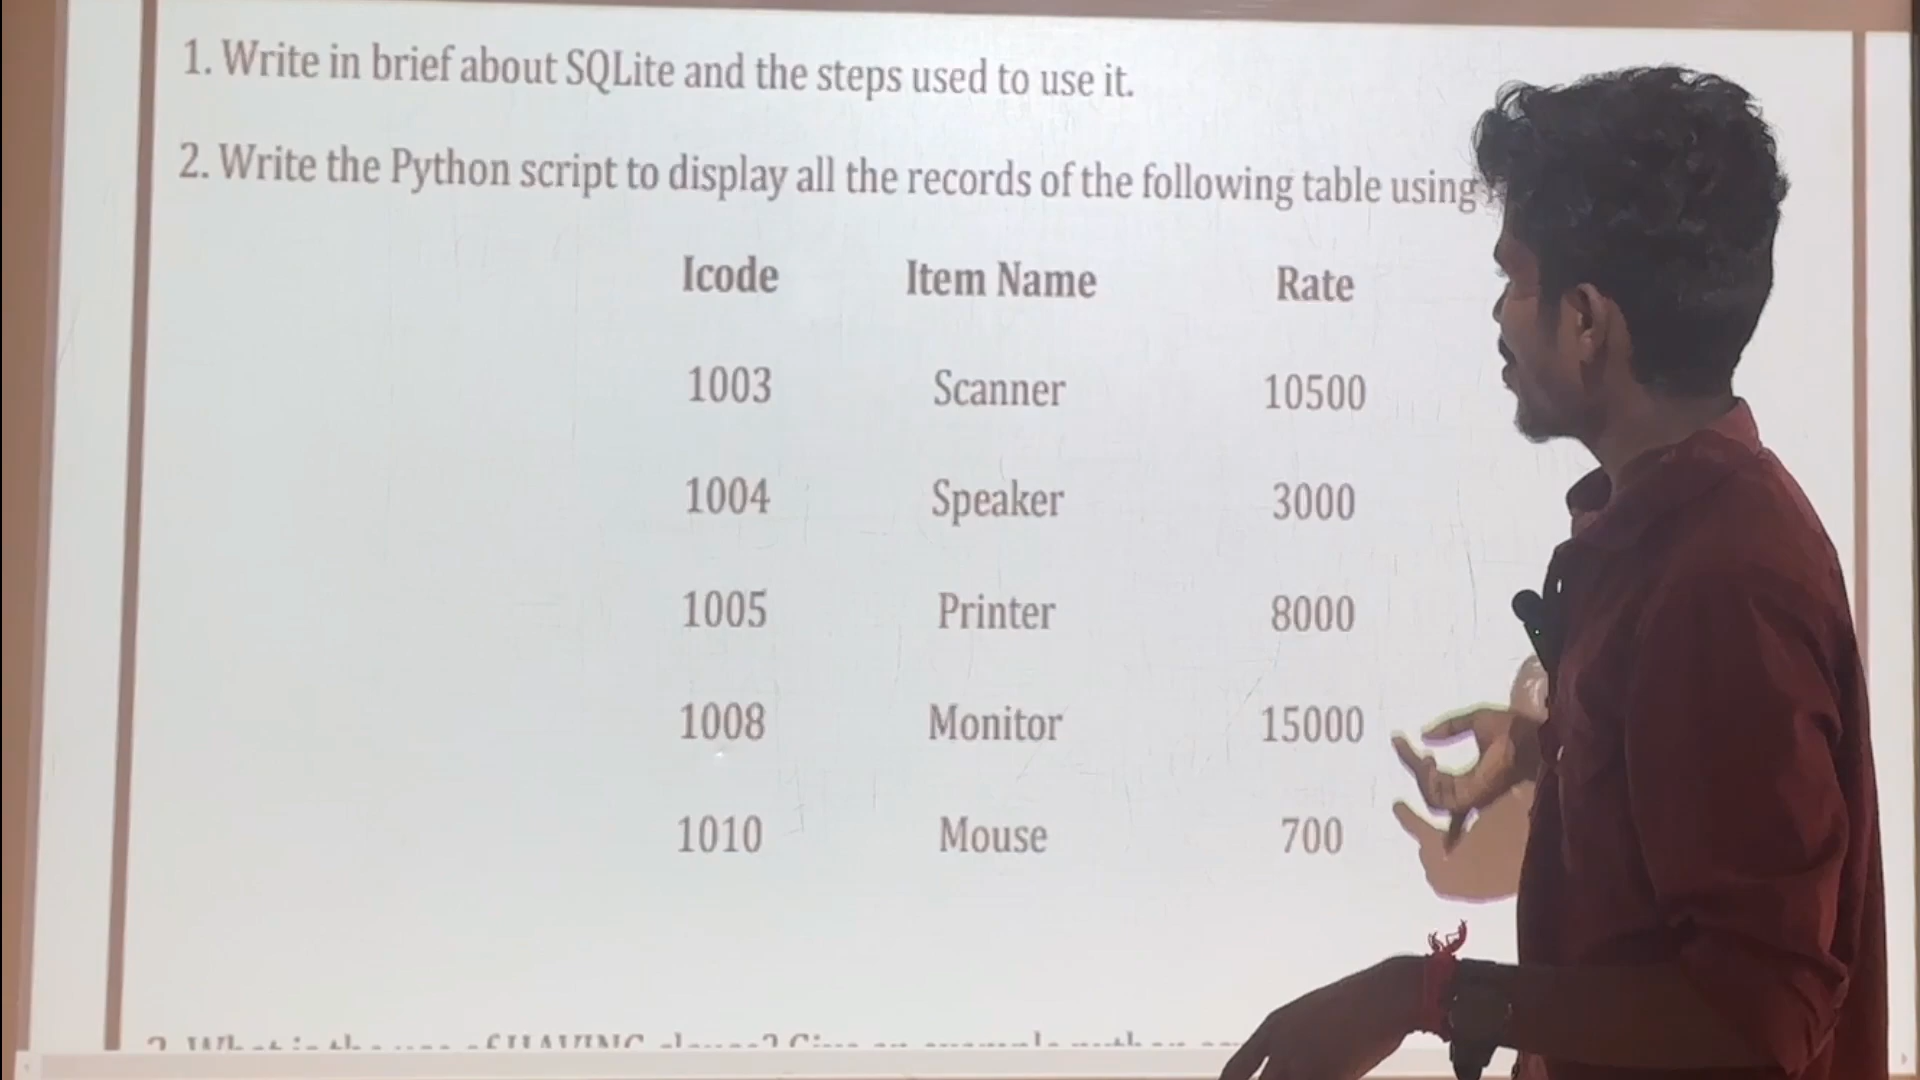 1. Write in brief about SQLite and the steps used to use it.
2. Write the Python script to display all the records of the following table using
Icode Item Name Rate
1003 Scanner 10500
1004 Speaker 3000
1005 Printer 8000
1008 Monitor 15000
1010 Mouse 700